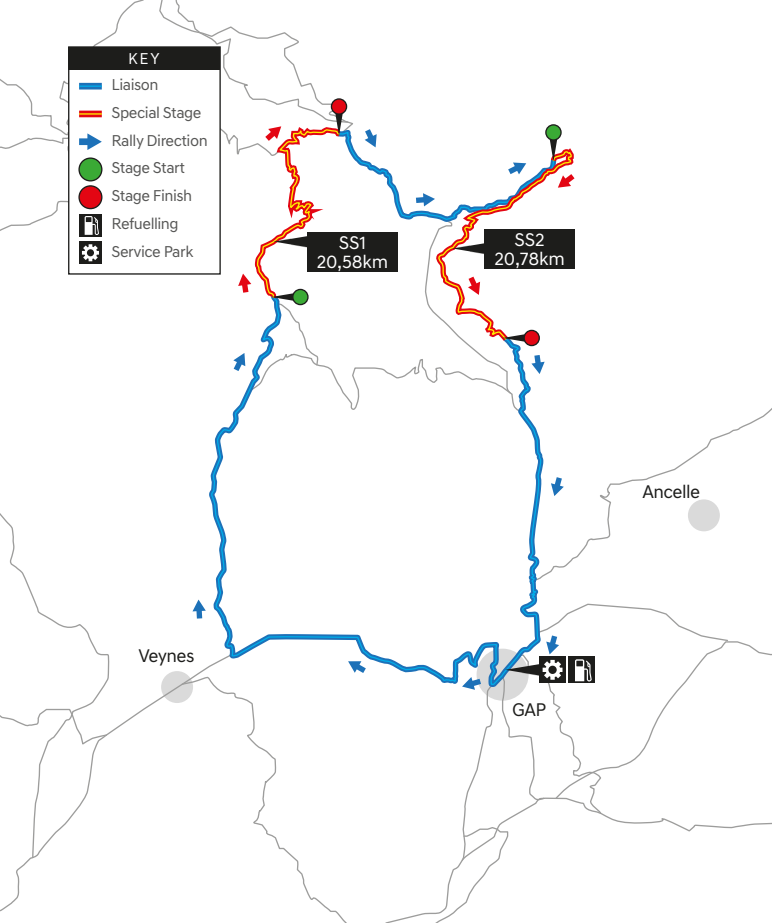 KEY
Liaison
Special Stage
Rally Direction
Stage Start
Stage Finish
Refuelling
Service Park
SS1
20,58km
SS2
20,78km
Ancelle
Veynes
GAP